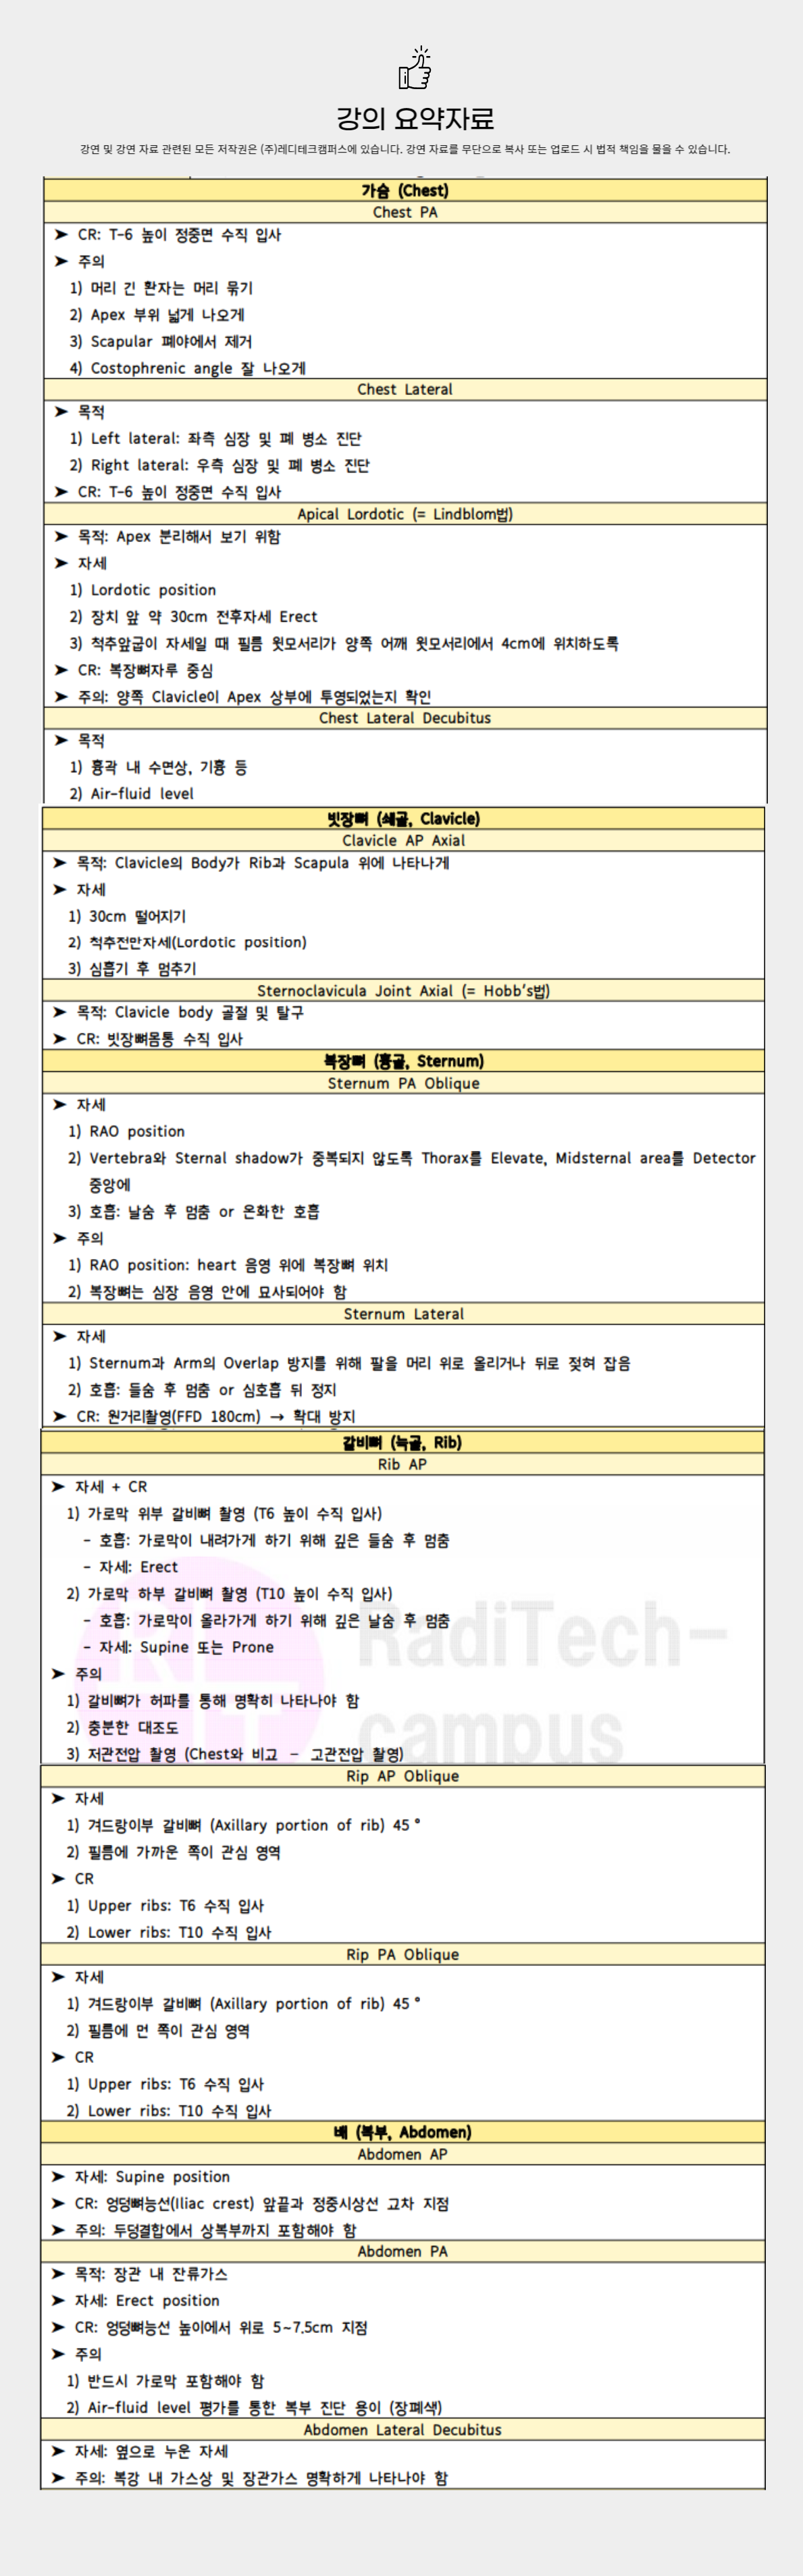 강의 요약자료
강연 및 강연 자료 관련된 모든 저작권은 (주)레디테크캠퍼스에 있습니다. 강연 자료를 무단으로 복사 또는 업로드 시 법적 책임을 물을 수 있습니다.
가슴 (Chest)
Chest PA
➤ CR: T-6 높이 정중면 수직 입사
➤ 주의
1) 머리 긴 환자는 머리 묶기
2) Apex 부위 넓게 나오게
3) Scapular 폐야에서 제거
4) Costophrenic angle 잘 나오게
Chest Lateral
➤ 목적
1) Left lateral: 좌측 심장 및 폐 병소 진단
2) Right lateral: 우측 심장 및 폐 병소 진단
➤ CR: T-6 높이 정중면 수직 입사
Apical Lordotic (= Lindblom법)
➤ 목적: Apex 분리해서 보기 위함
➤ 자세
1) Lordotic position
2) 장치 앞 약 30cm 전후자세 Erect
3) 척추앞굽이 자세일 때 필름 윗모서리가 양쪽 어깨 윗모서리에서 4cm에 위치하도록
➤ CR: 복장뼈자루 중심
➤ 주의: 양쪽 Clavicle이 Apex 상부에 투영되었는지 확인
Chest Lateral Decubitus
➤ 목적
1) 흉곽 내 수면상, 기흉 등
2) Air-fluid level
빗장뼈 (쇄골, Clavicle)
Clavicle AP Axial
➤ 목적: Clavicle의 Body가 Rib과 Scapula 위에 나타나게
➤ 자세
1) 30cm 떨어지기
2) 척추전만자세(Lordotic position)
3) 심흡기 후 멈추기
Sternoclavicula Joint Axial (= Hobb's법)
➤ 목적: Clavicle body 골절 및 탈구
➤ CR: 빗장뼈몸통 수직 입사
복장뼈 (흉골, Sternum)
Sternum PA Oblique
➤ 자세
1) RAO position
2) Vertebra와 Sternal shadow가 중복되지 않도록 Thorax를 Elevate, Midsternal area를 Detector
중앙에
3) 호흡: 날숨 후 멈춤 or 온화한 호흡
➤ 주의
1) RAO position: heart 음영 위에 복장뼈 위치
2) 복장뼈는 심장 음영 안에 묘사되어야 함
Sternum Lateral
➤ 자세
1) Sternum과 Arm의 Overlap 방지를 위해 팔을 머리 위로 올리거나 뒤로 젖혀 잡음
2) 호흡: 들숨 후 멈춤 or 심호흡 뒤 정지
➤ CR: 원거리촬영(FFD 180cm) → 확대 방지
갈비뼈 (늑골, Rib)
Rib AP
➤ 자세 + CR
1) 가로막 위부 갈비뼈 촬영 (T6 높이 수직 입사)
- 호흡: 가로막이 내려가게 하기 위해 깊은 들숨 후 멈춤
- 자세: Erect
2) 가로막 하부 갈비뼈 촬영 (T10 높이 수직 입사)
- 호흡: 가로막이 올라가게 하기 위해 깊은 날숨 후 멈춤
- 자세: Supine 또는 Prone
➤ 주의
1) 갈비뼈가 허파를 통해 명확히 나타나야 함
2) 충분한 대조도
3) 저관전압 촬영 (Chest와 비교 - 고관전압 촬영)
RadiTech-
campus
Rip AP Oblique
➤ 자세
1) 겨드랑이부 갈비뼈 (Axillary portion of rib) 45°
2) 필름에 가까운 쪽이 관심 영역
➤ CR
1) Upper ribs: T6 수직 입사
2) Lower ribs: T10 수직 입사
Rip PA Oblique
➤ 자세
1) 겨드랑이부 갈비뼈 (Axillary portion of rib) 45°
2) 필름에 먼 쪽이 관심 영역
➤ CR
1) Upper ribs: T6 수직 입사
2) Lower ribs: T10 수직 입사
배 (복부, Abdomen)
Abdomen AP
➤ 자세: Supine position
➤ CR: 엉덩뼈능선(Iliac crest) 앞끝과 정중시상선 교차 지점
➤ 주의: 두덩결합에서 상복부까지 포함해야 함
Abdomen PA
➤ 목적: 장관 내 잔류가스
➤ 자세: Erect position
➤ CR: 엉덩뼈능선 높이에서 위로 5~7.5cm 지점
➤ 주의
1) 반드시 가로막 포함해야 함
2) Air-fluid level 평가를 통한 복부 진단 용이 (장폐색)
Abdomen Lateral Decubitus
➤ 자세: 옆으로 누운 자세
➤ 주의: 복강 내 가스상 및 장관가스 명확하게 나타나야 함